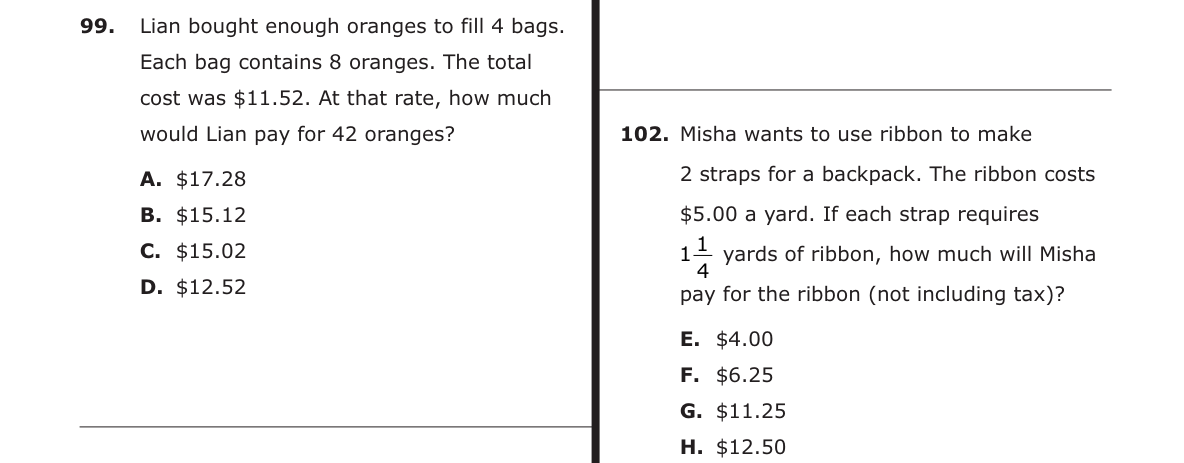 99. Lian bought enough oranges to fill 4 bags.
Each bag contains 8 oranges. The total
cost was $11.52. At that rate, how much
would Lian pay for 42 oranges?
A. $17.28
B. $15.12
C. $15.02
D. $12.52
102. Misha wants to use ribbon to make
2 straps for a backpack. The ribbon costs
$5.00 a yard. If each strap requires
1 1/4 yards of ribbon, how much will Misha
pay for the ribbon (not including tax)?
E. $4.00
F. $6.25
G. $11.25
H. $12.50